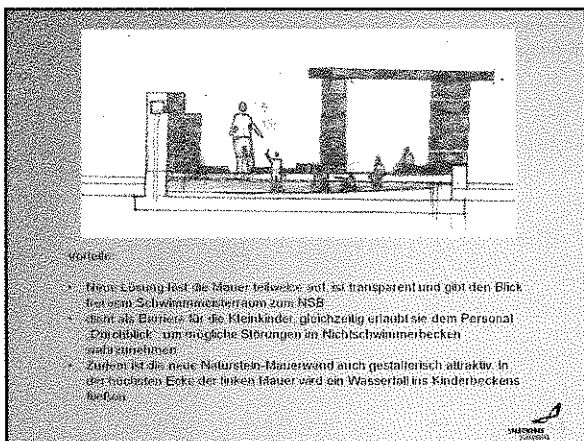 Vorteile:
- Neue Lösung löst die Mauer teilweise auf, ist transparent und gibt den Blick
frei vom Schwimmmeisterraum zum NSB
- dient als Barriere für die Kleinkinder, gleichzeitig erlaubt sie dem Personal
„Durchblick“, um mögliche Störungen im Nichtschwimmerbecken
wahrzunehmen
- Zudem ist die neue Naturstein-Mauerwand auch gestalterisch attraktiv. In
der höchsten Ecke der linken Mauer wird ein Wasserfall ins Kinderbeckens
fließen.